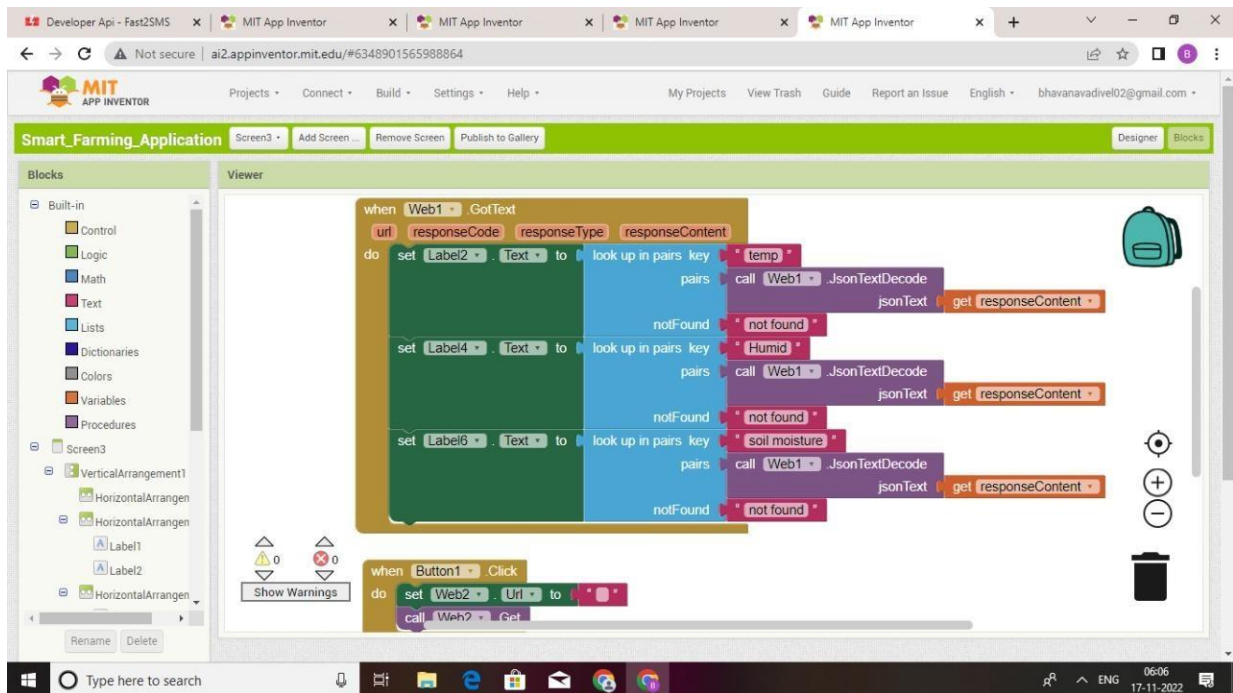 Developer Api - Fast2SMS MIT App Inventor MIT App Inventor MIT App Inventor MIT App Inventor
Not secure ai2.appinventor.mit.edu/#6348901565988864 B
MIT
APP INVENTOR
Projects Connect Build Settings Help My Projects View Trash Guide Report an Issue English bhavanavadivel02@gmail.com
Smart_Farming_Application Screen3 Add Screen ... Remove Screen Publish to Gallery Designer Blocks
Blocks
Built-in
Control
Logic
Math
Text
Lists
Dictionaries
Colors
Variables
Procedures
Screen3
VerticalArrangement1
HorizontalArrangen
HorizontalArrangen
Label1
Label2
HorizontalArrangen
Rename Delete
Viewer
when Web1 .GotText
url responseCode responseType responseContent
do set Label2 . Text to look up in pairs key " temp "
pairs call Web1 .JsonTextDecode
jsonText get responseContent
notFound " not found "
set Label4 . Text to look up in pairs key " Humid "
pairs call Web1 .JsonTextDecode
jsonText get responseContent
notFound " not found "
set Label6 . Text to look up in pairs key " soil moisture "
pairs call Web1 .JsonTextDecode
jsonText get responseContent
notFound " not found "
0 0
Show Warnings
when Button1 .Click
do set Web2 . Url to " "
call Web2 .Get
Type here to search ENG 06:06
17-11-2022